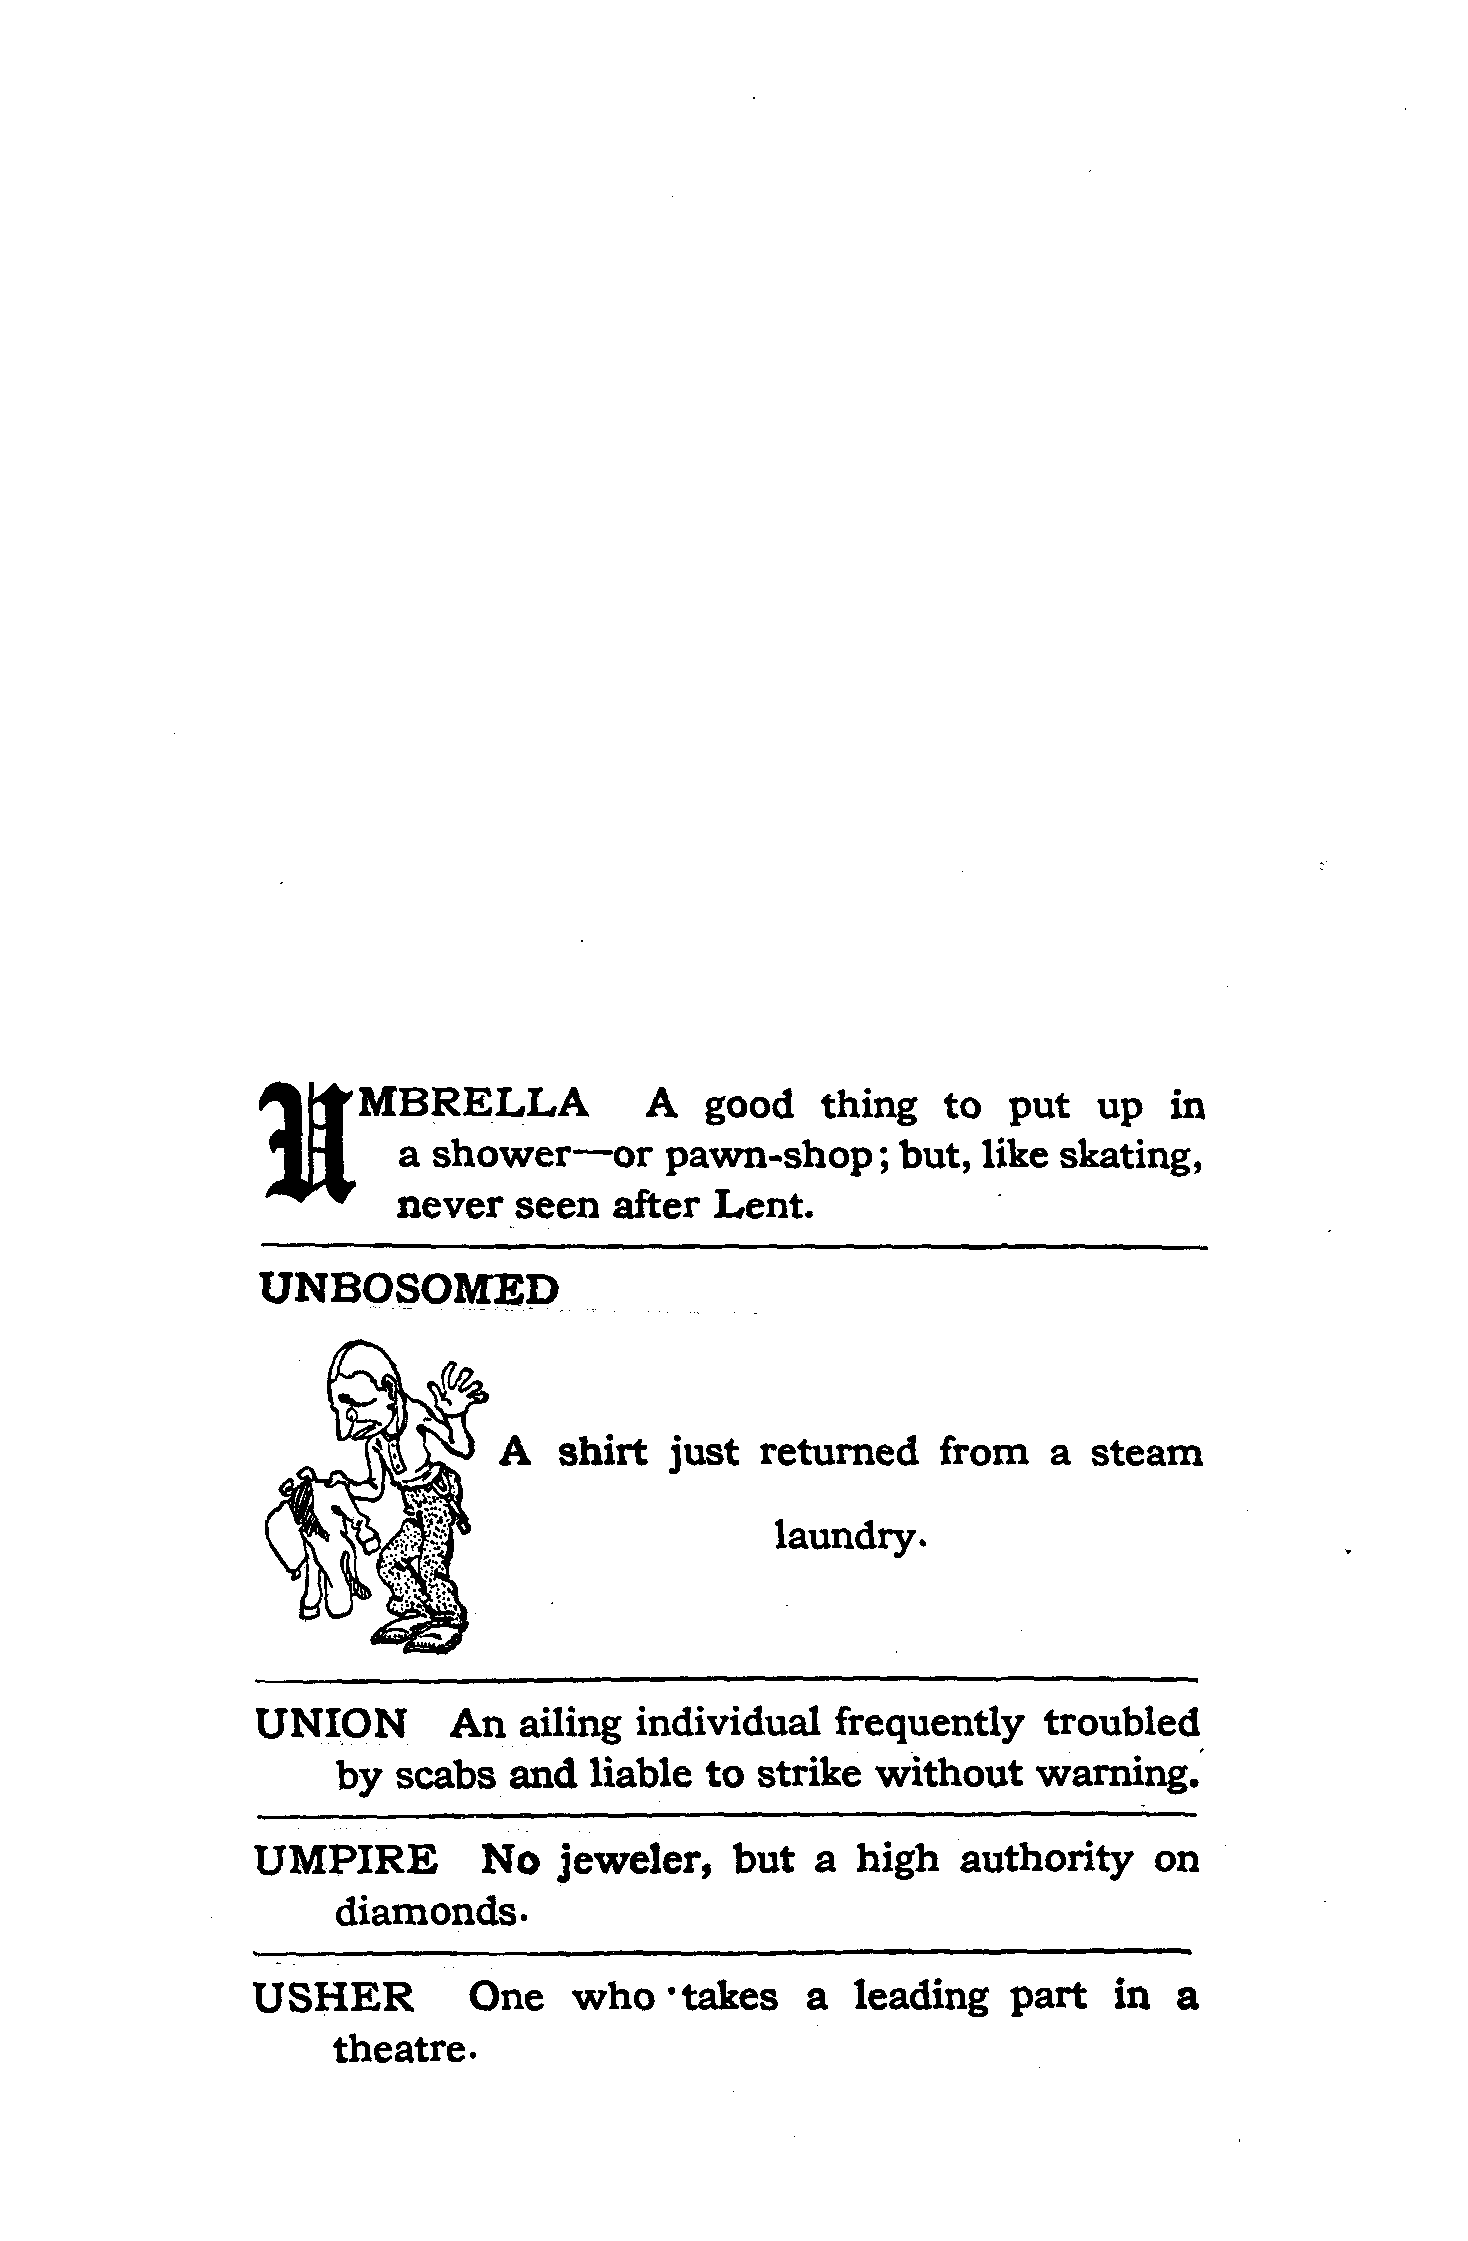 UMBRELLA A good thing to put up in
a shower—or pawn-shop; but, like skating,
never seen after Lent.
UNBOSOMED
A shirt just returned from a steam
laundry.
UNION An ailing individual frequently troubled
by scabs and liable to strike without warning.
UMPIRE No jeweler, but a high authority on
diamonds.
USHER One who takes a leading part in a
theatre.